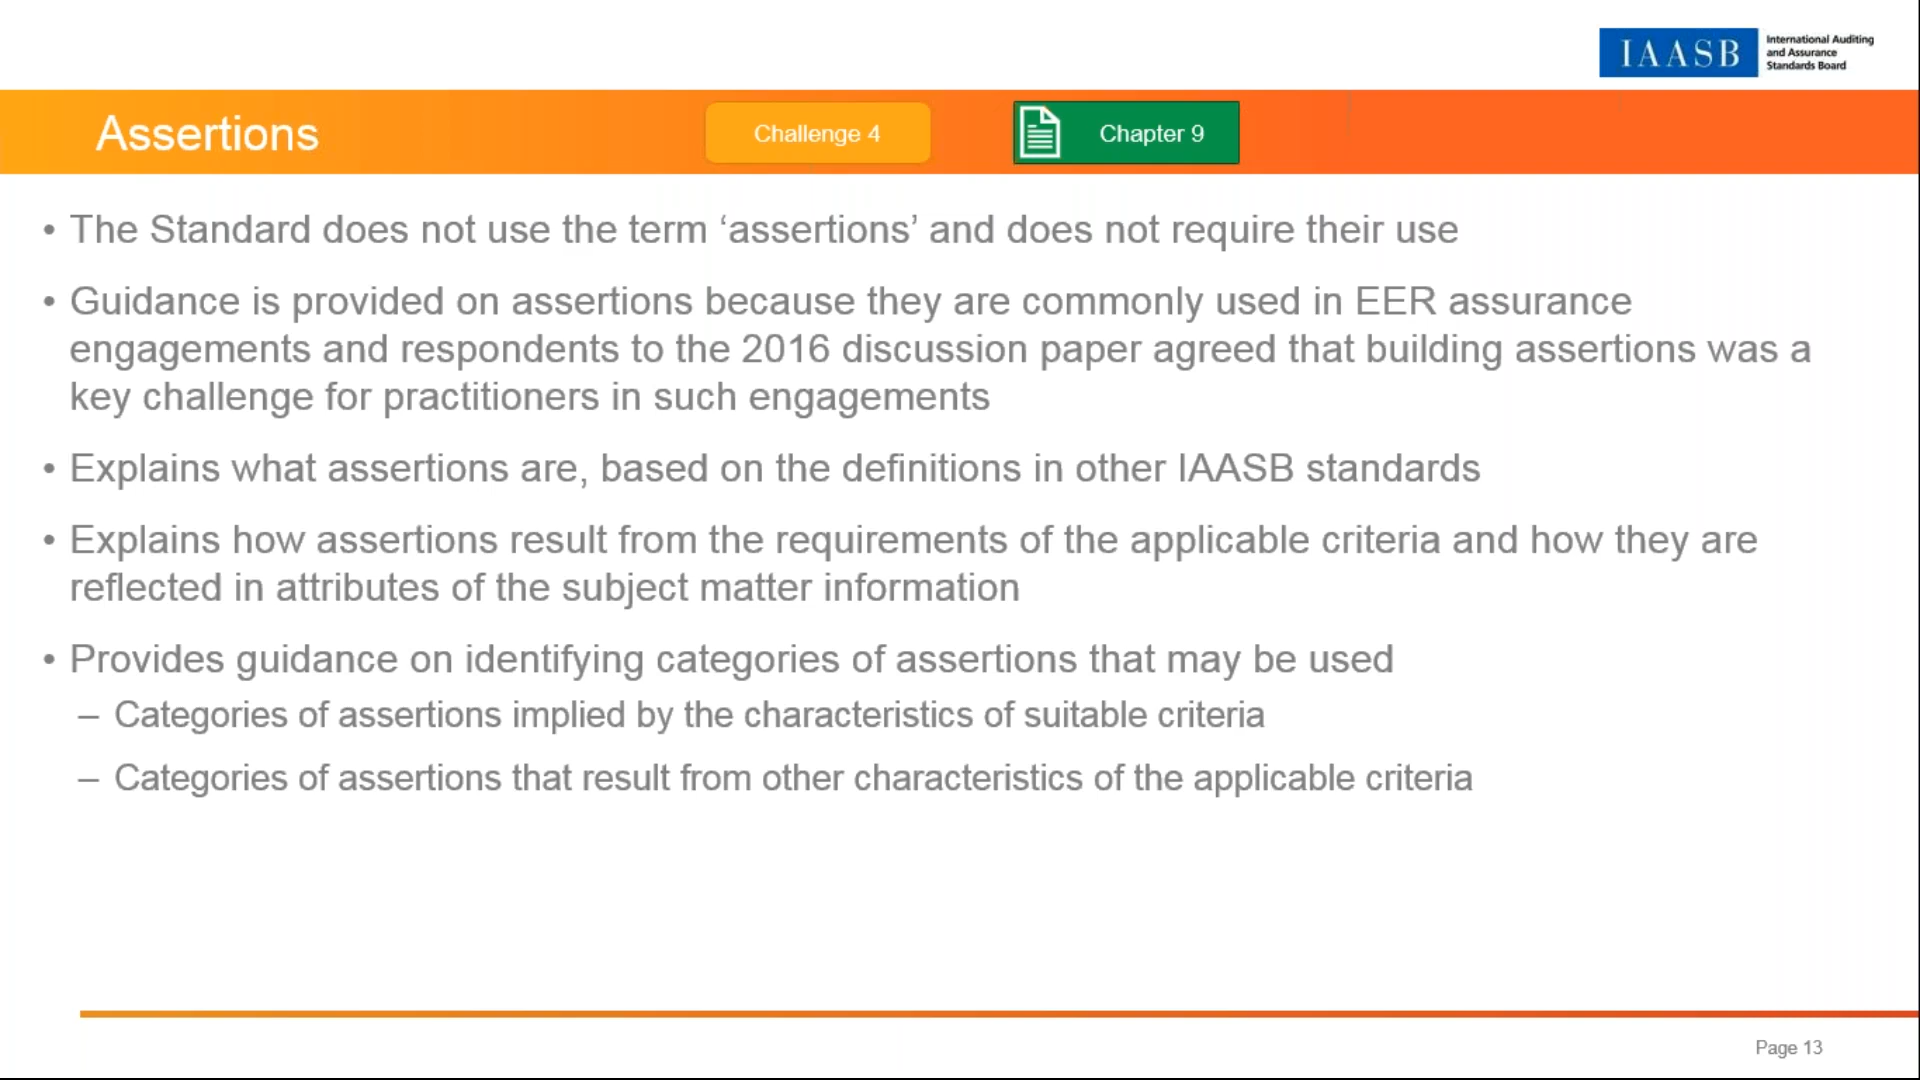 IAASB
International Auditing
and Assurance
Standards Board
Assertions
Challenge 4
Chapter 9
• The Standard does not use the term ‘assertions’ and does not require their use
• Guidance is provided on assertions because they are commonly used in EER assurance
engagements and respondents to the 2016 discussion paper agreed that building assertions was a
key challenge for practitioners in such engagements
• Explains what assertions are, based on the definitions in other IAASB standards
• Explains how assertions result from the requirements of the applicable criteria and how they are
reflected in attributes of the subject matter information
• Provides guidance on identifying categories of assertions that may be used
– Categories of assertions implied by the characteristics of suitable criteria
– Categories of assertions that result from other characteristics of the applicable criteria
Page 13